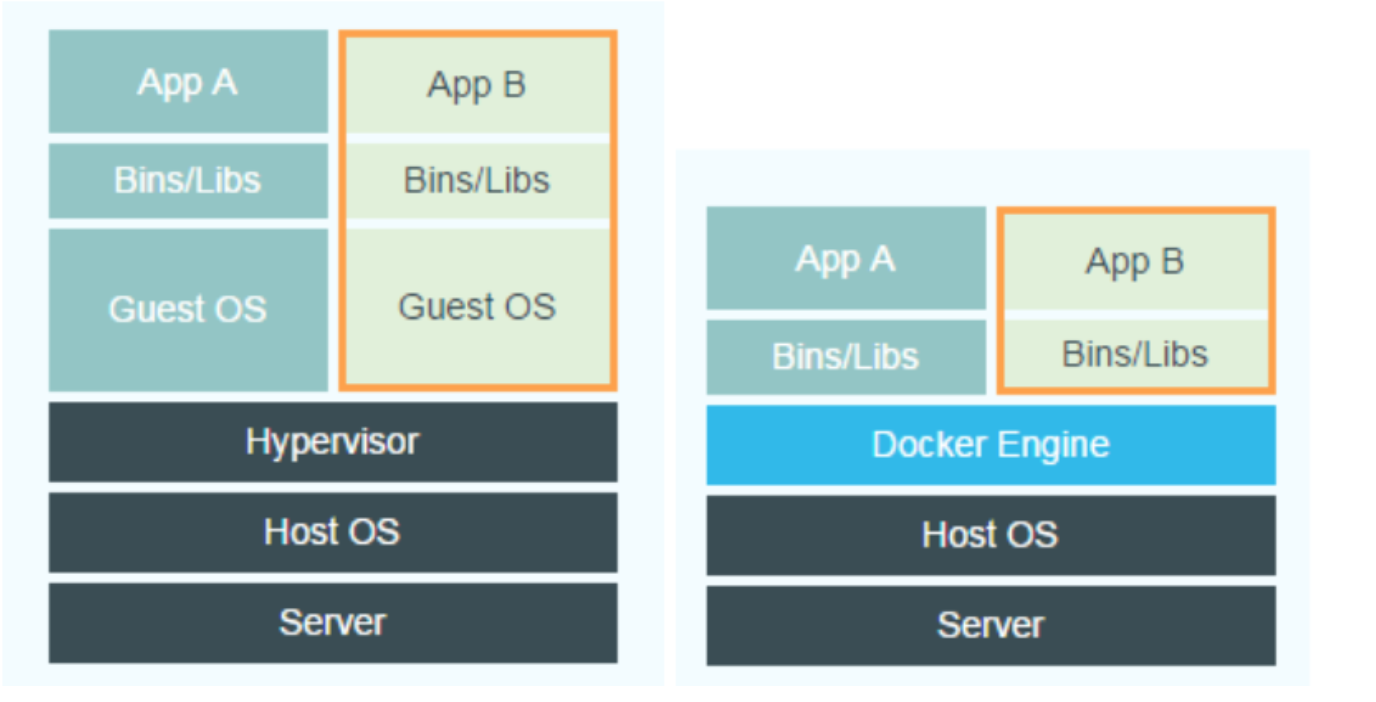 App A
App B
Bins/Libs
Bins/Libs
Guest OS
Guest OS
Hypervisor
Host OS
Server
App A
App B
Bins/Libs
Bins/Libs
Docker Engine
Host OS
Server